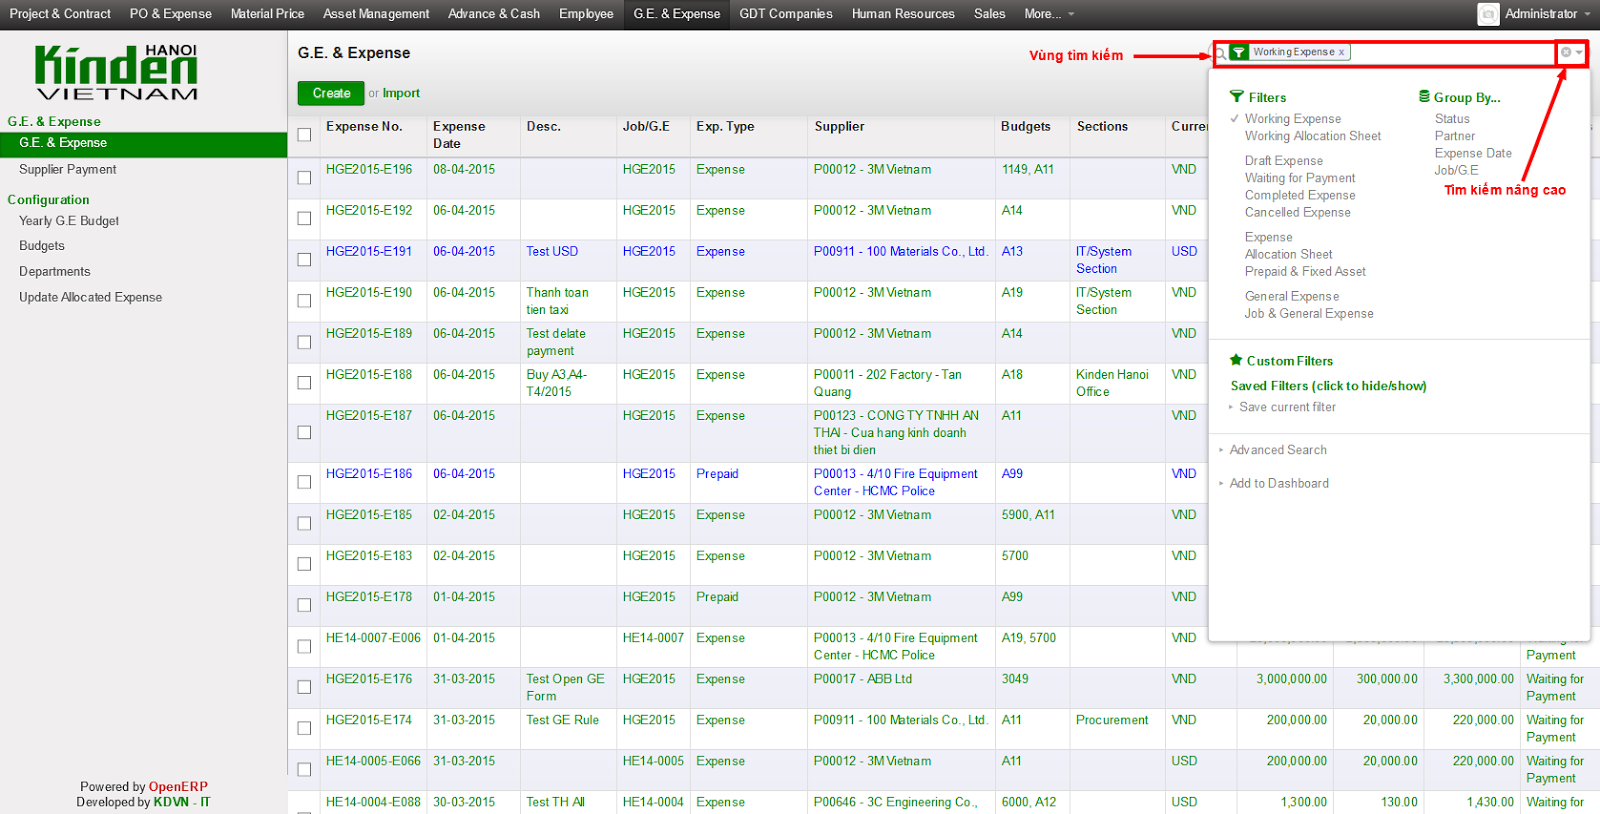 Project & Contract PO & Expense Material Price Asset Management Advance & Cash Employee G.E. & Expense GDT Companies Human Resources Sales More... Administrator
Kinden HANOI
VIETNAM
G.E. & Expense
G.E. & Expense
Supplier Payment
Configuration
Yearly G.E Budget
Budgets
Departments
Update Allocated Expense
Powered by OpenERP
Developed by KDVN - IT
G.E. & Expense
Vùng tìm kiếm
Working Expense x
Create or Import
Expense No. Expense Date Desc. Job/G.E Exp. Type Supplier Budgets Sections
HGE2015-E196 08-04-2015 HGE2015 Expense P00012 - 3M Vietnam 1149, A11 VND
HGE2015-E192 06-04-2015 HGE2015 Expense P00012 - 3M Vietnam A14 VND
HGE2015-E191 06-04-2015 Test USD HGE2015 Expense P00911 - 100 Materials Co., Ltd. A13 IT/System Section USD
HGE2015-E190 06-04-2015 Thanh toan tien taxi HGE2015 Expense P00012 - 3M Vietnam A19 IT/System Section VND
HGE2015-E189 06-04-2015 Test delate payment HGE2015 Expense P00012 - 3M Vietnam A14 VND
HGE2015-E188 06-04-2015 Buy A3,A4-T4/2015 HGE2015 Expense P00011 - 202 Factory - Tan Quang A18 Kinden Hanoi Office VND
HGE2015-E187 06-04-2015 HGE2015 Expense P00123 - CONG TY TNHH AN THAI - Cua hang kinh doanh thiet bi dien A11 VND
HGE2015-E186 06-04-2015 HGE2015 Prepaid P00013 - 4/10 Fire Equipment Center - HCMC Police A99 VND
HGE2015-E185 02-04-2015 HGE2015 Expense P00012 - 3M Vietnam 5900, A11 VND
HGE2015-E183 02-04-2015 HGE2015 Expense P00012 - 3M Vietnam 5700 VND
HGE2015-E178 01-04-2015 HGE2015 Prepaid P00012 - 3M Vietnam A99 VND
HE14-0007-E006 01-04-2015 HE14-0007 Expense P00013 - 4/10 Fire Equipment Center - HCMC Police A19, 5700 VND Payment
HGE2015-E176 31-03-2015 Test Open GE Form HGE2015 Expense P00017 - ABB Ltd 3049 VND 3,000,000.00 300,000.00 3,300,000.00 Waiting for Payment
HGE2015-E174 31-03-2015 Test GE Rule HGE2015 Expense P00911 - 100 Materials Co., Ltd. A11 Procurement VND 200,000.00 20,000.00 220,000.00 Waiting for Payment
HE14-0005-E066 31-03-2015 HE14-0005 Expense P00012 - 3M Vietnam A11 USD 200,000.00 20,000.00 220,000.00 Waiting for Payment
HE14-0004-E088 30-03-2015 Test TH All HE14-0004 Expense P00646 - 3C Engineering Co., 6000, A12 USD 1,300.00 130.00 1,430.00 Waiting for
Filters
Working Expense
Working Allocation Sheet
Draft Expense
Waiting for Payment
Completed Expense
Cancelled Expense
Expense
Allocation Sheet
Prepaid & Fixed Asset
General Expense
Job & General Expense
Group By...
Status
Partner
Expense Date
Job/G.E
Tìm kiếm nâng cao
Custom Filters
Saved Filters (click to hide/show)
Save current filter
Advanced Search
Add to Dashboard